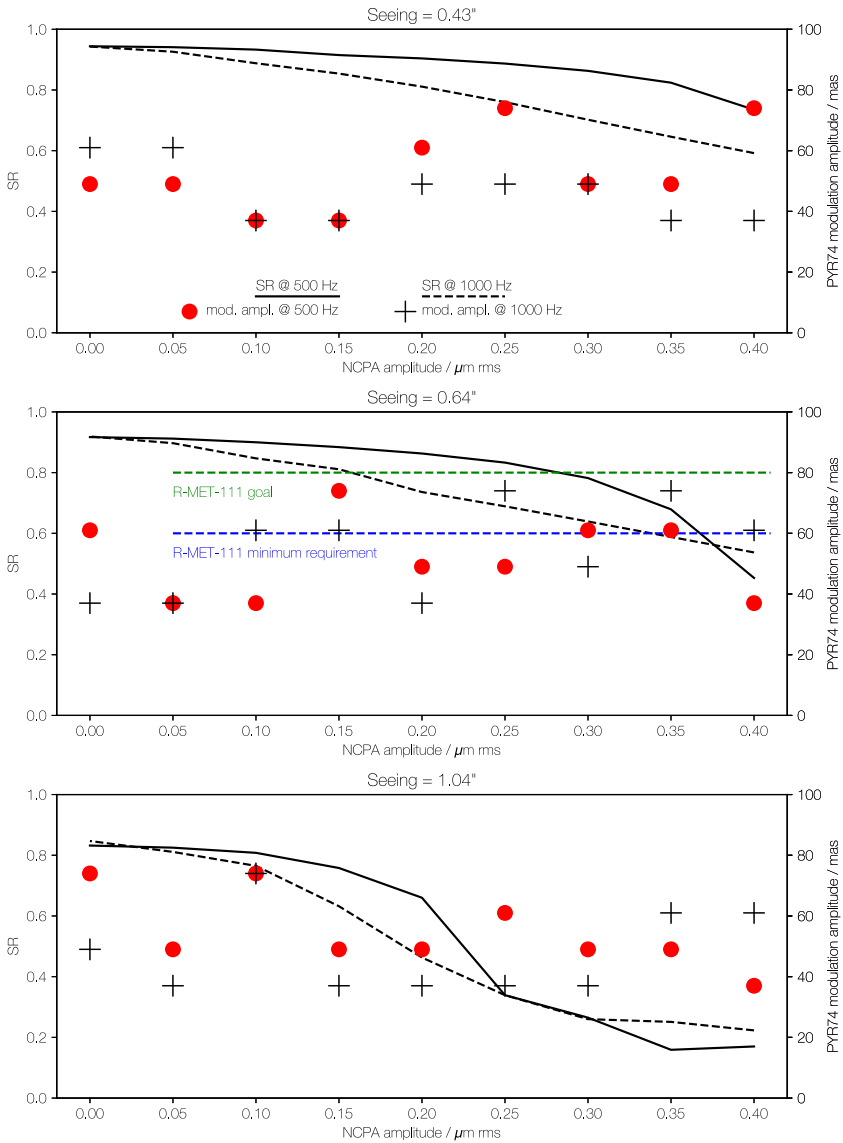 Seeing = 0.43"
1.0
0.8
0.6
0.4
0.2
0.0
SR
100
80
60
40
20
0
PYR74 modulation amplitude / mas
SR @ 500 Hz
SR @ 1000 Hz
mod. ampl. @ 500 Hz
mod. ampl. @ 1000 Hz
0.00 0.05 0.10 0.15 0.20 0.25 0.30 0.35 0.40
NCPA amplitude / μm rms
Seeing = 0.64"
1.0
0.8
0.6
0.4
0.2
0.0
SR
100
80
60
40
20
0
PYR74 modulation amplitude / mas
R-MET-111 goal
R-MET-111 minimum requirement
0.00 0.05 0.10 0.15 0.20 0.25 0.30 0.35 0.40
NCPA amplitude / μm rms
Seeing = 1.04"
1.0
0.8
0.6
0.4
0.2
0.0
SR
100
80
60
40
20
0
PYR74 modulation amplitude / mas
0.00 0.05 0.10 0.15 0.20 0.25 0.30 0.35 0.40
NCPA amplitude / μm rms